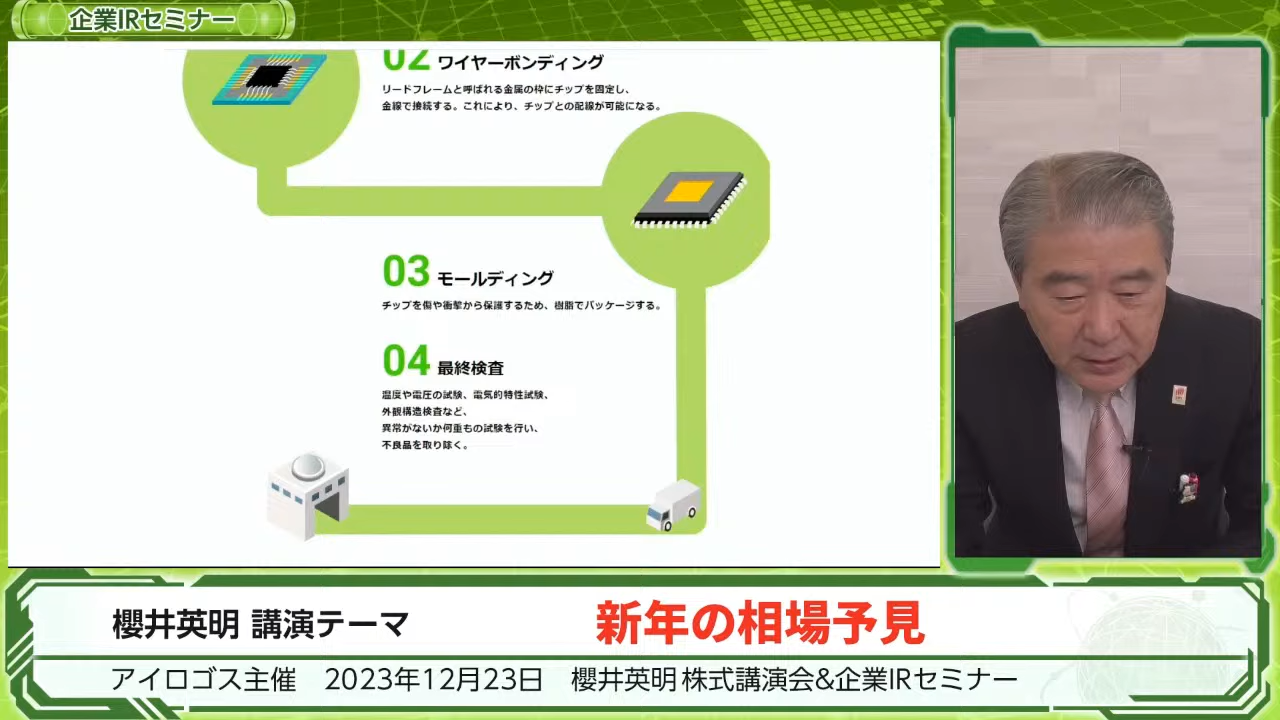 企業IRセミナー
02 ワイヤーボンディング
リードフレームと呼ばれる金属の枠にチップを固定し、
金線で接続する。これにより、チップとの配線が可能になる。
03 モールディング
チップを傷や衝撃から保護するため、樹脂でパッケージする。
04 最終検査
温度や電圧の試験、電気的特性試験、
外観構造検査など、
異常がないか何重もの試験を行い、
不良品を取り除く。
櫻井英明 講演テーマ 新年の相場予見
アイロゴス主催 2023年12月23日 櫻井英明 株式講演会&企業IRセミナー